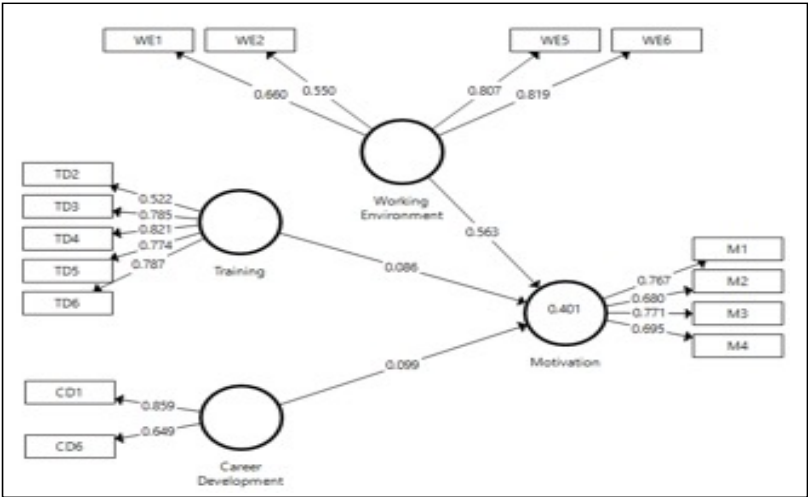 WE1
WE2
WE5
WE6
0.660
0.550
0.807
0.819
Working
Environment
TD2
TD3
TD4
TD5
TD6
0.522
0.785
0.821
0.774
0.787
Training
0.563
0.086
0.099
0.401
Motivation
M1
M2
M3
M4
0.767
0.680
0.771
0.695
CD1
CD6
0.859
0.649
Career
Development